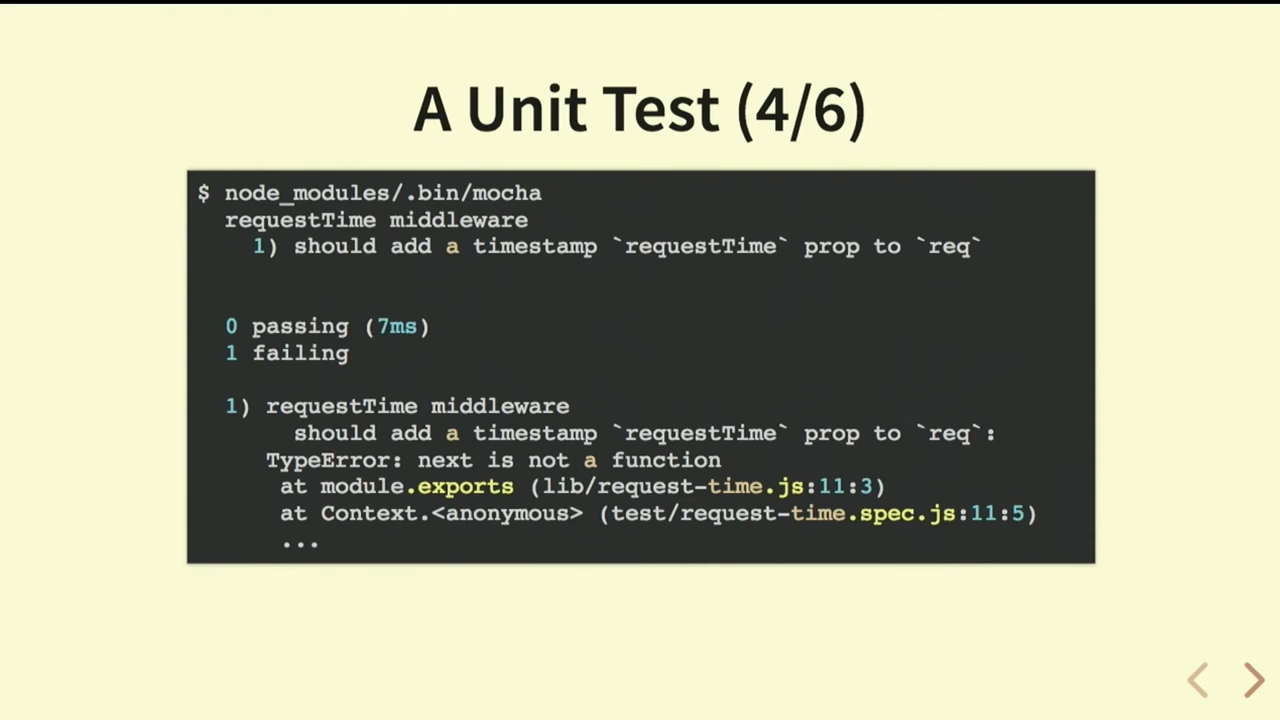 A Unit Test (4/6)
$ node_modules/.bin/mocha
requestTime middleware
1) should add a timestamp `requestTime` prop to `req`
0 passing (7ms)
1 failing
1) requestTime middleware
should add a timestamp `requestTime` prop to `req`:
TypeError: next is not a function
at module.exports (lib/request-time.js:11:3)
at Context.<anonymous> (test/request-time.spec.js:11:5)
...